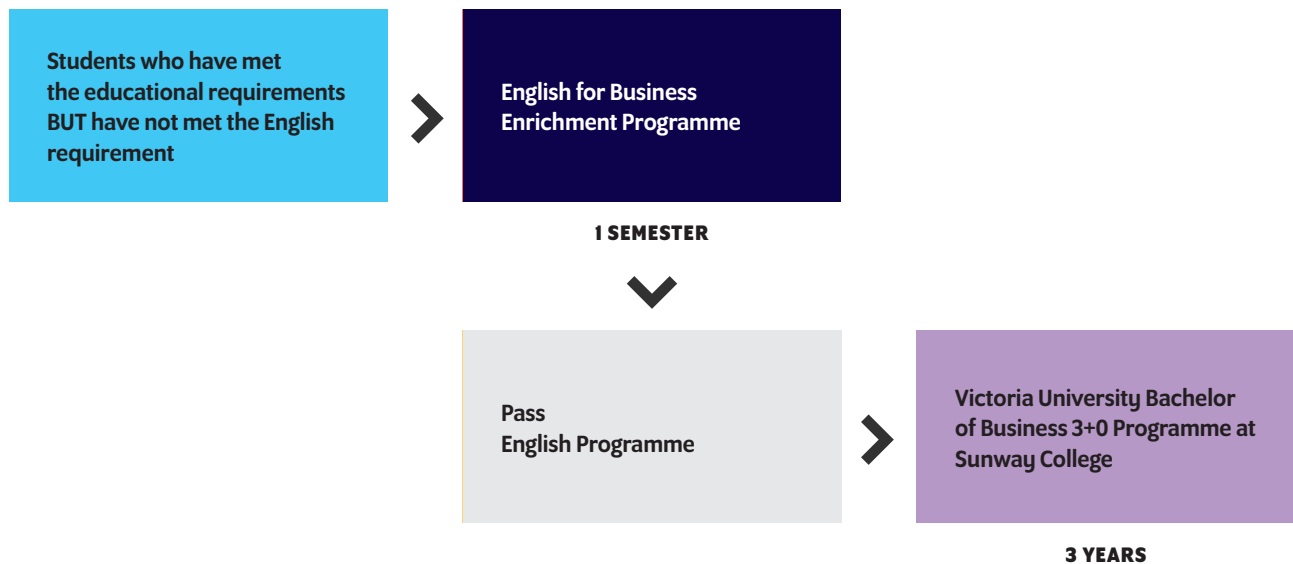 Students who have met
the educational requirements
BUT have not met the English
requirement
English for Business
Enrichment Programme
1 SEMESTER
Pass
English Programme
Victoria University Bachelor
of Business 3+0 Programme at
Sunway College
3 YEARS